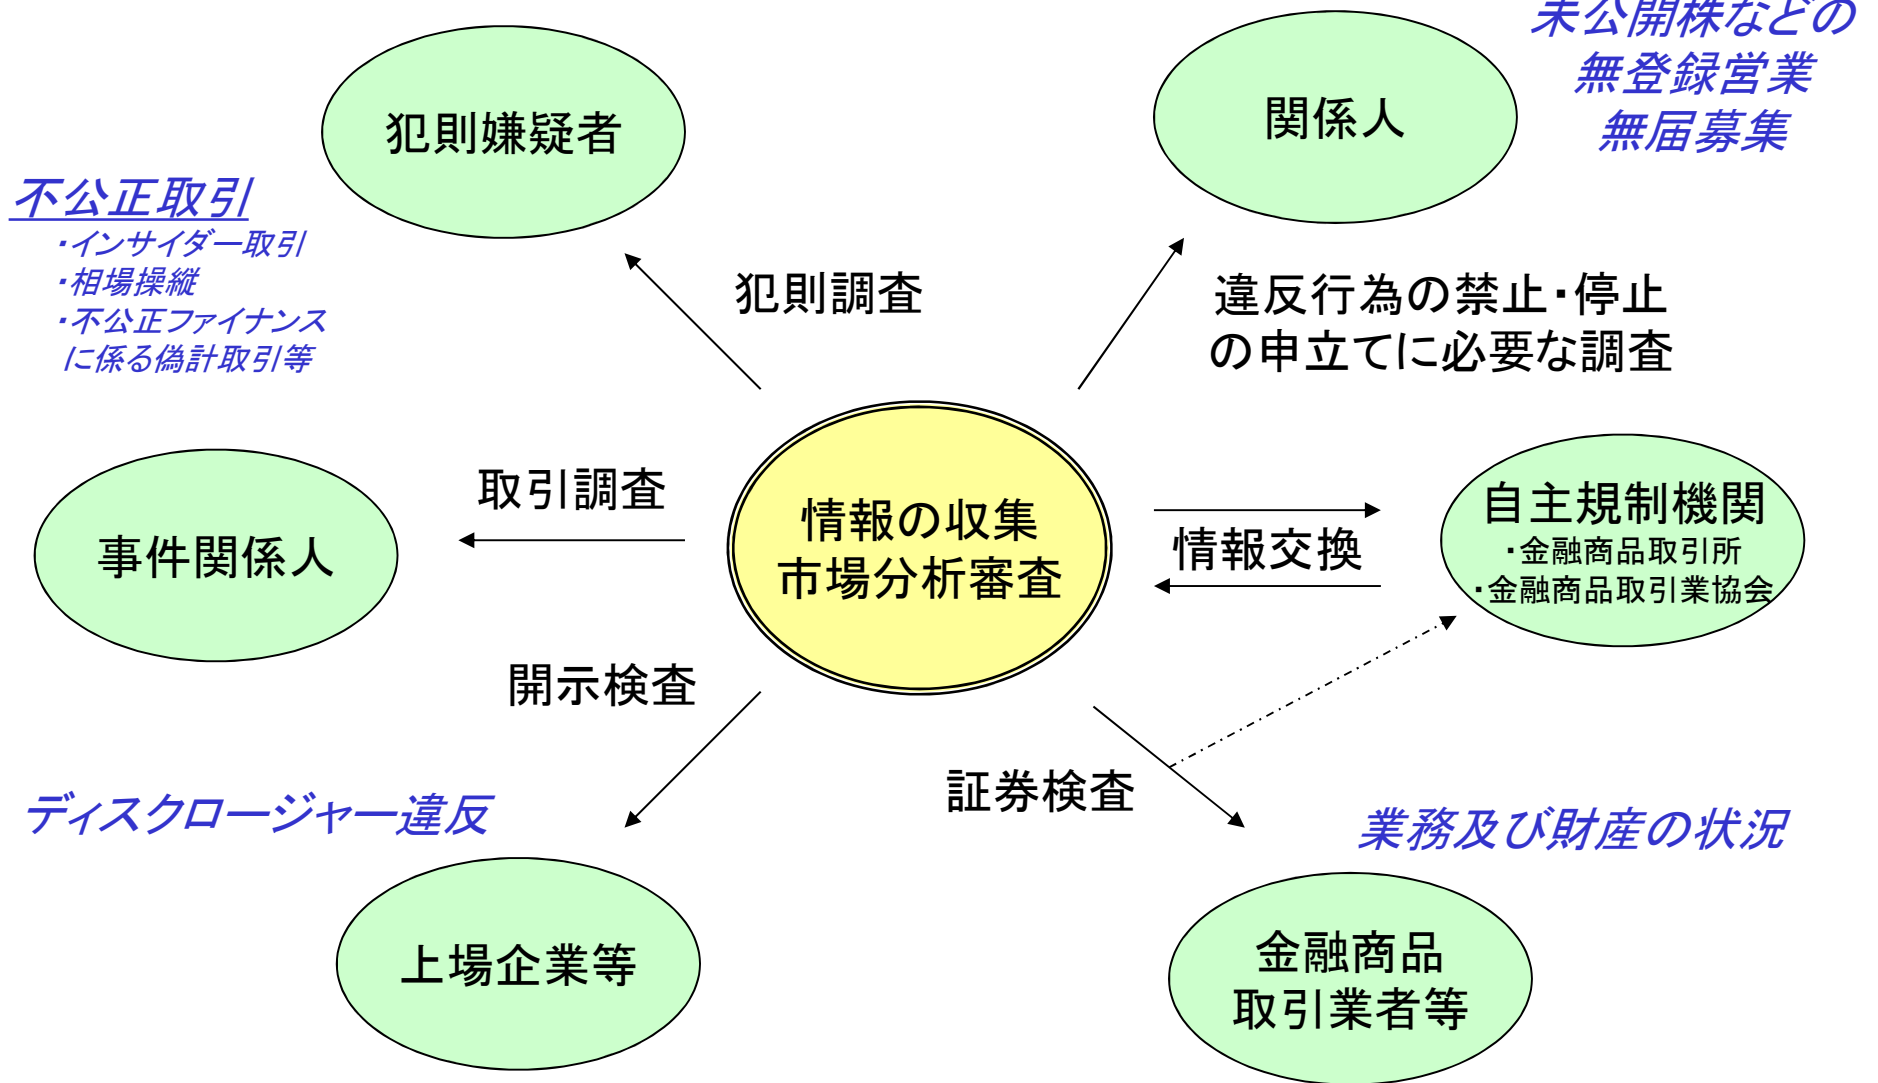 未公開株などの
無登録営業
無届募集
犯則嫌疑者
関係人
不公正取引
・インサイダー取引
・相場操縦
・不公正ファイナンス
に係る偽計取引等
犯則調査
違反行為の禁止・停止
の申立てに必要な調査
取引調査
事件関係人
情報の収集
市場分析審査
情報交換
自主規制機関
・金融商品取引所
・金融商品取引業協会
開示検査
証券検査
ディスクロージャー違反
業務及び財産の状況
上場企業等
金融商品
取引業者等